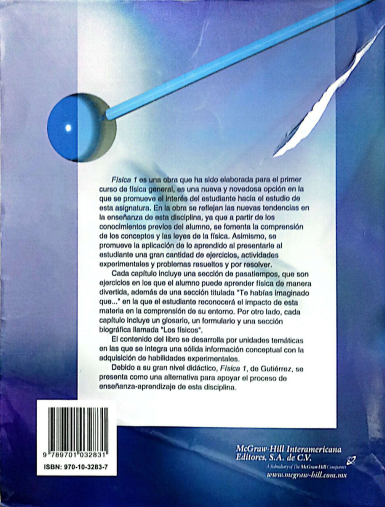 Física 1 es una obra que ha sido elaborada para el primer
curso de física general, es una nueva y novedosa opción en la
que se promueve el interés del estudiante hacia el estudio de
esta asignatura. En la obra se reflejan las nuevas tendencias en
la enseñanza de esta disciplina, ya que a partir de los
conocimientos previos del alumno, se fomenta la comprensión
de los conceptos y las leyes de la física. Asimismo, se
promueve la aplicación de lo aprendido al presentarle al
estudiante una gran cantidad de ejercicios, actividades
experimentales y problemas resueltos y por resolver.
Cada capítulo incluye una sección de pasatiempos, que son
ejercicios en los que el alumno puede aprender física de manera
divertida, además de una sección titulada "Te habías imaginado
que..." en la que el estudiante reconocerá el impacto de esta
materia en la comprensión de su entorno. Por otro lado, cada
capítulo incluye un glosario, un formulario y una sección
biográfica llamada "Los físicos".
El contenido del libro se desarrolla por unidades temáticas
en las que se integra una sólida información conceptual con la
adquisición de habilidades experimentales.
Debido a su gran nivel didáctico, Física 1, de Gutiérrez, se
presenta como una alternativa para apoyar el proceso de
enseñanza-aprendizaje de esta disciplina.
9 789701 032831
ISBN: 970-10-3283-7
McGraw-Hill Interamericana
Editores, S.A. de C.V.
A Subsidiary of The McGraw-Hill Companies
www.mcgraw-hill.com.mx